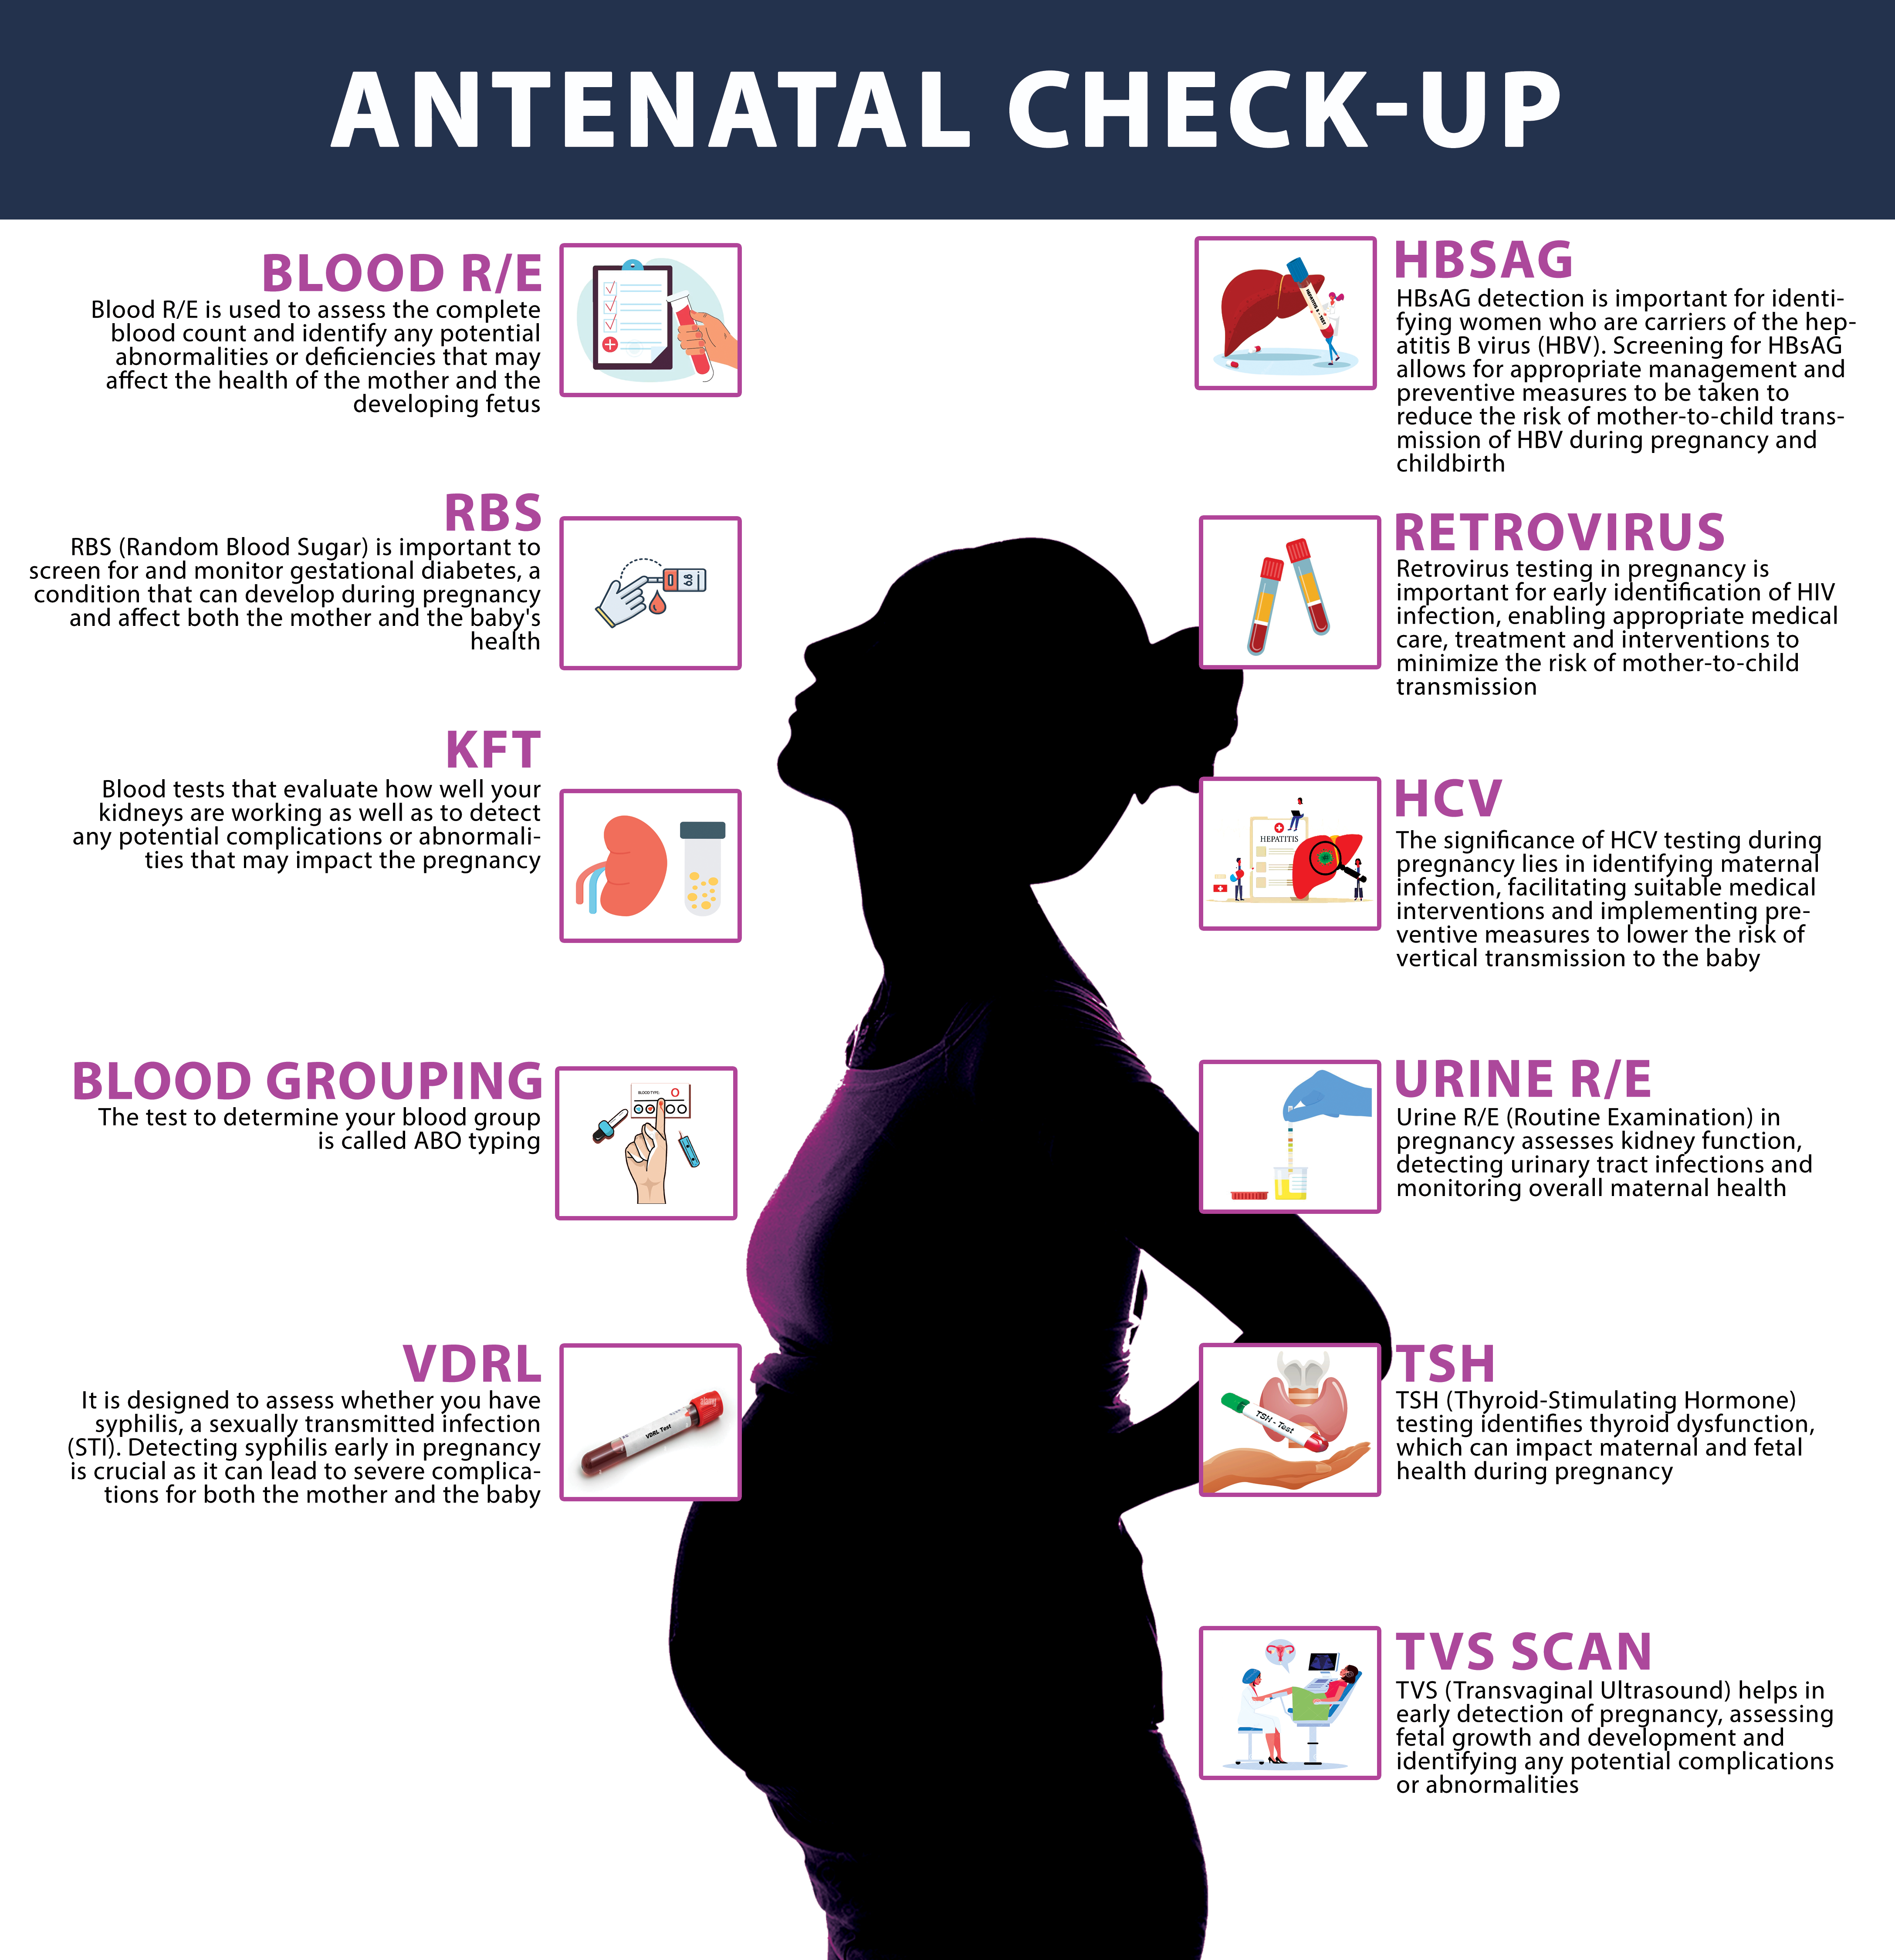 ANTENATAL CHECK-UP
BLOOD R/E
Blood R/E is used to assess the complete
blood count and identify any potential
abnormalities or deficiencies that may
affect the health of the mother and the
developing fetus
RBS
RBS (Random Blood Sugar) is important to
screen for and monitor gestational diabetes, a
condition that can develop during pregnancy
and affect both the mother and the baby's
health
6.8
KFT
Blood tests that evaluate how well your
kidneys are working as well as to detect
any potential complications or abnormali-
ties that may impact the pregnancy
BLOOD GROUPING
The test to determine your blood group
is called ABO typing
BLOOD TYPE
O
VDRL
It is designed to assess whether you have
syphilis, a sexually transmitted infection
(STI). Detecting syphilis early in pregnancy
is crucial as it can lead to severe complica-
tions for both the mother and the baby
VDRL Test
HBSAG
HBsAG detection is important for identi-
fying women who are carriers of the hep-
atitis B virus (HBV). Screening for HBsAG
allows for appropriate management and
preventive measures to be taken to
reduce the risk of mother-to-child trans-
mission of HBV during pregnancy and
childbirth
RETROVIRUS
Retrovirus testing in pregnancy is
important for early identification of HIV
infection, enabling appropriate medical
care, treatment and interventions to
minimize the risk of mother-to-child
transmission
HCV
The significance of HCV testing during
pregnancy lies in identifying maternal
infection, facilitating suitable medical
interventions and implementing pre-
ventive measures to lower the risk of
vertical transmission to the baby
HEPATITIS
URINE R/E
Urine R/E (Routine Examination) in
pregnancy assesses kidney function,
detecting urinary tract infections and
monitoring overall maternal health
TSH
TSH (Thyroid-Stimulating Hormone)
testing identifies thyroid dysfunction,
which can impact maternal and fetal
health during pregnancy
TSH - Test
TVS SCAN
TVS (Transvaginal Ultrasound) helps in
early detection of pregnancy, assessing
fetal growth and development and
identifying any potential complications
or abnormalities